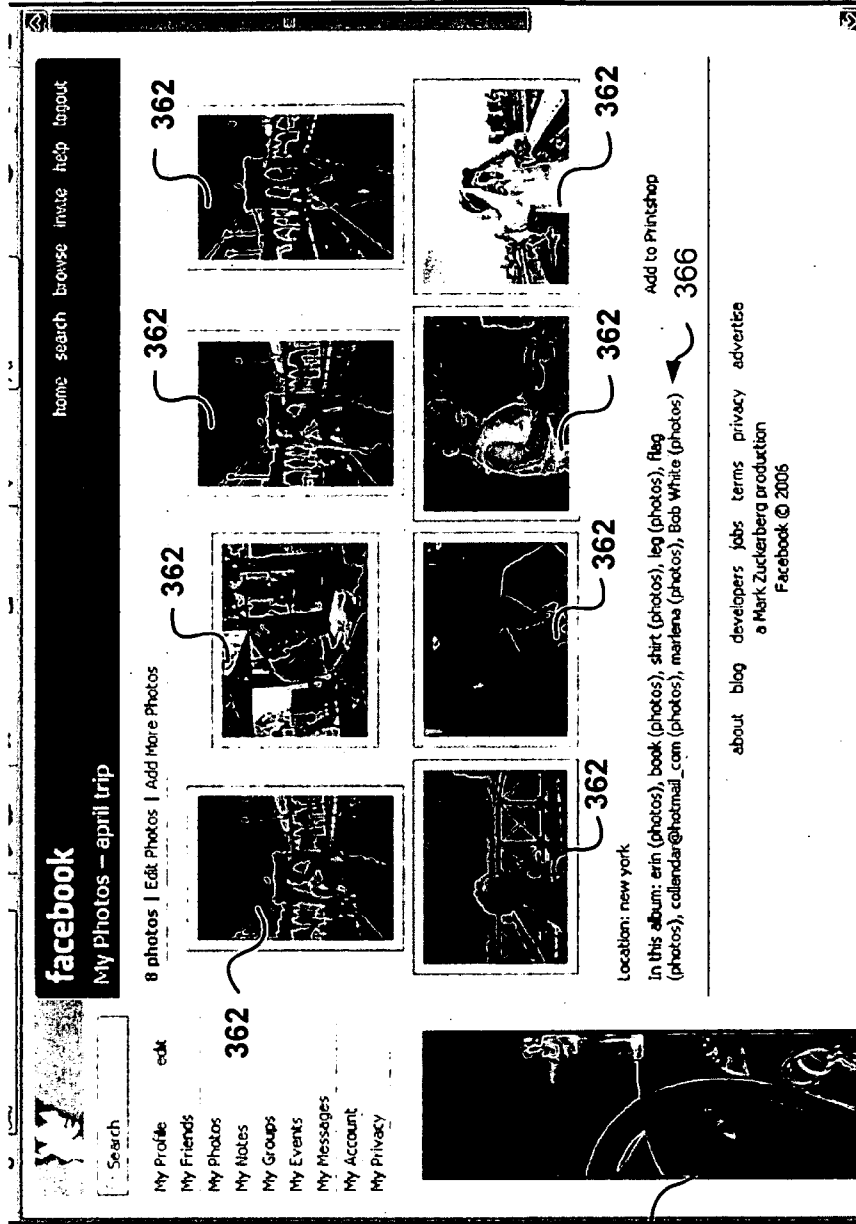 facebook
home search browse invite help logout
My Photos – april trip
Search
My Profile edit
My Friends
My Photos
My Notes
My Groups
My Events
My Messages
My Account
My Privacy
8 photos | Edit Photos | Add More Photos
362
362
362
362
362
362
362
362
Location: new york
In this album: erin (photos), book (photos), shirt (photos), leg (photos), flag
(photos), collendar@hotmail_com (photos), marlena (photos), Bob White (photos)
Add to Printshop
366
about blog developers jobs terms privacy advertise
a Mark Zuckerberg production
Facebook © 2006